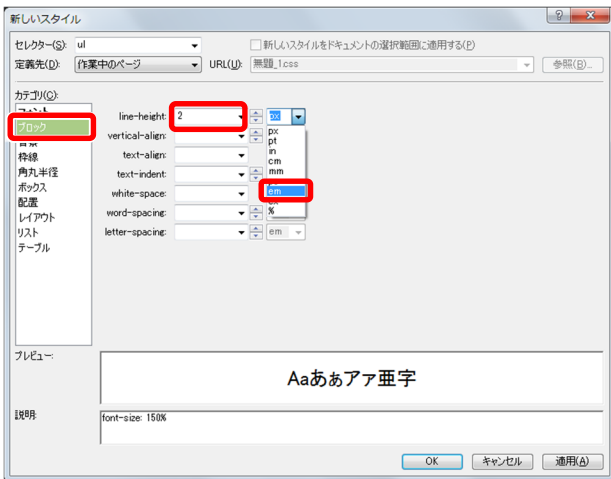 新しいスタイル
セレクター(S): ul
新しいスタイルをドキュメントの選択範囲に適用する(P)
定義先(D): 作業中のページ URL(U): 無題_1.css 参照(B)...
カテゴリ(C):
フォント
ブロック
背景
枠線
角丸半径
ボックス
配置
レイアウト
リスト
テーブル
line-height: 2 px
vertical-align:
text-align:
text-indent:
white-space:
word-spacing:
letter-spacing: em
px
pt
in
cm
mm
em
ex
%
プレビュー:
Aaあぁアァ亜宇
説明:
font-size: 150%
OK キャンセル 適用(A)